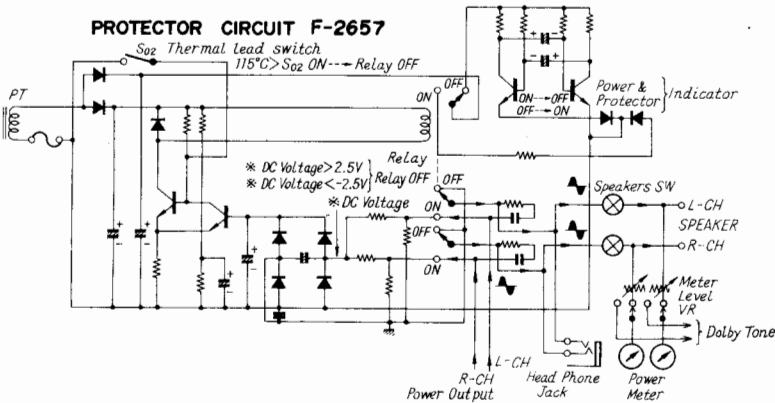 PROTECTOR CIRCUIT F-2657
S02 Thermal lead switch
115°C>S02 ON---→Relay OFF
PT
OFF
ON
ON---→OFF
OFF---→ON
Power &
Protector
Indicator
Relay
※ DC Voltage>2.5V
※ DC Voltage<-2.5V
Relay OFF
※ DC Voltage
OFF
ON
OFF
ON
Speakers SW
L-CH
SPEAKER
R-CH
Meter
Level
VR
Dolby Tone
L-CH
R-CH
Power Output
Head Phone
Jack
Power
Meter